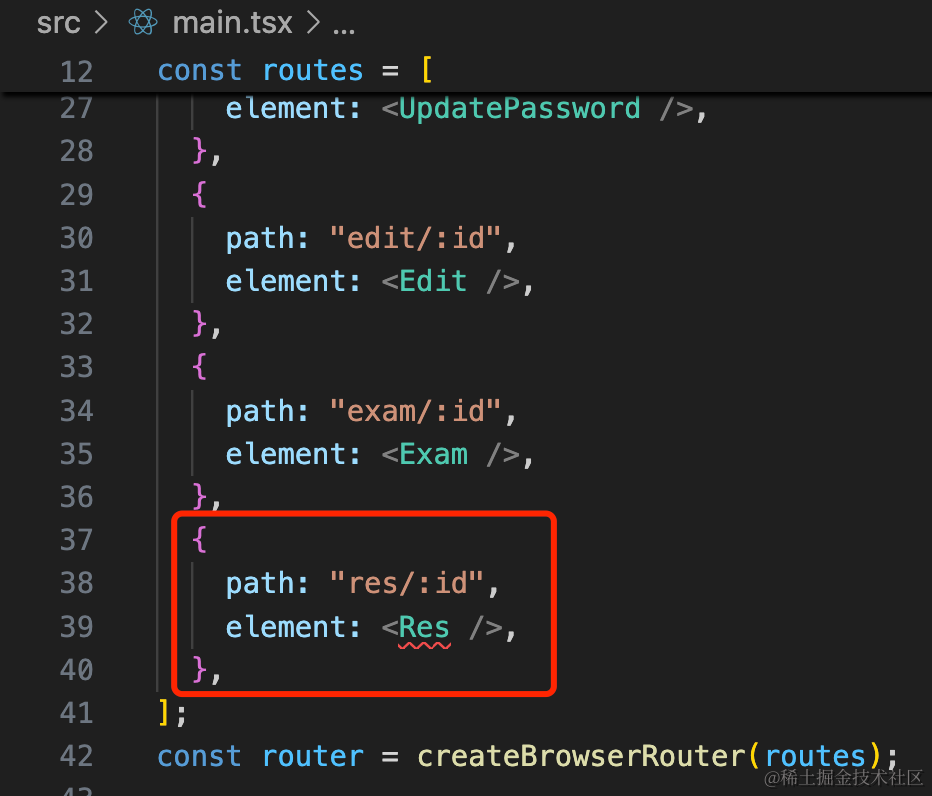 src > main.tsx > ...
12 const routes = [
27 element: <UpdatePassword />,
28 },
29 {
30 path: "edit/:id",
31 element: <Edit />,
32 },
33 {
34 path: "exam/:id",
35 element: <Exam />,
36 },
37 {
38 path: "res/:id",
39 element: <Res />,
40 },
41 ];
42 const router = createBrowserRouter(routes);
@稀土掘金技术社区
43